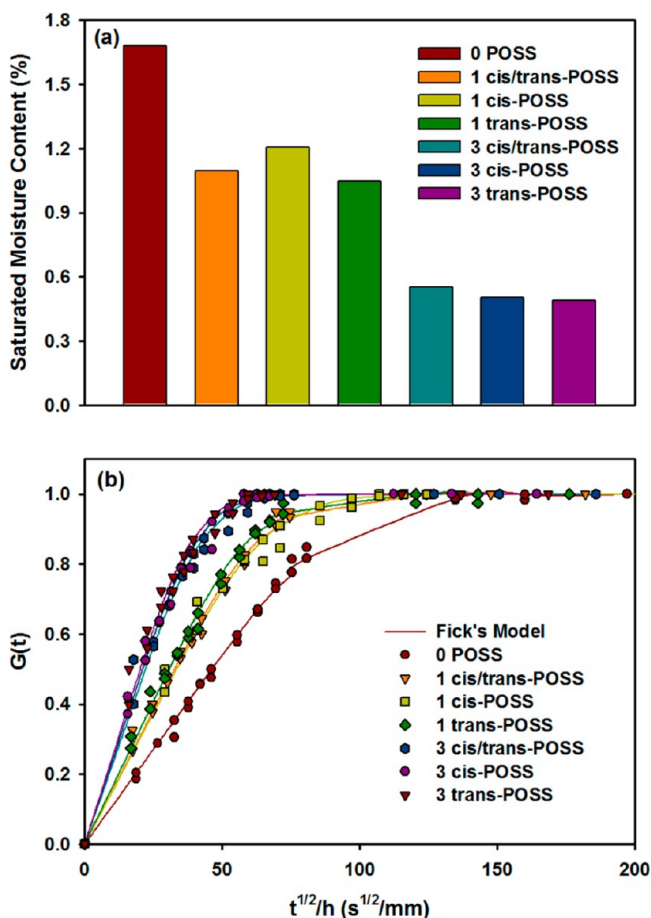 (a)
Saturated Moisture Content (%)
1.8
1.5
1.2
0.9
0.6
0.3
0.0
0 POSS
1 cis/trans-POSS
1 cis-POSS
1 trans-POSS
3 cis/trans-POSS
3 cis-POSS
3 trans-POSS
(b)
G(t)
1.0
0.8
0.6
0.4
0.2
0.0
Fick's Model
0 POSS
1 cis/trans-POSS
1 cis-POSS
1 trans-POSS
3 cis/trans-POSS
3 cis-POSS
3 trans-POSS
0 50 100 150 200
t^1/2/h (s^1/2/mm)